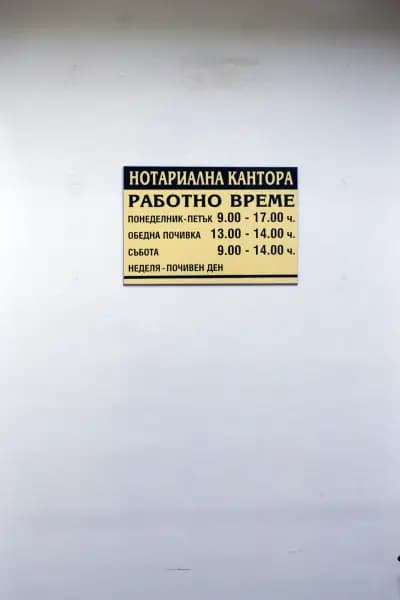 НОТАРИАЛНА КАНТОРА
РАБОТНО ВРЕМЕ
ПОНЕДЕЛНИК-ПЕТЪК 9.00 - 17.00 ч.
ОБЕДНА ПОЧИВКА 13.00 - 14.00 ч.
СЪБОТА 9.00 - 14.00 ч.
НЕДЕЛЯ - ПОЧИВЕН ДЕН